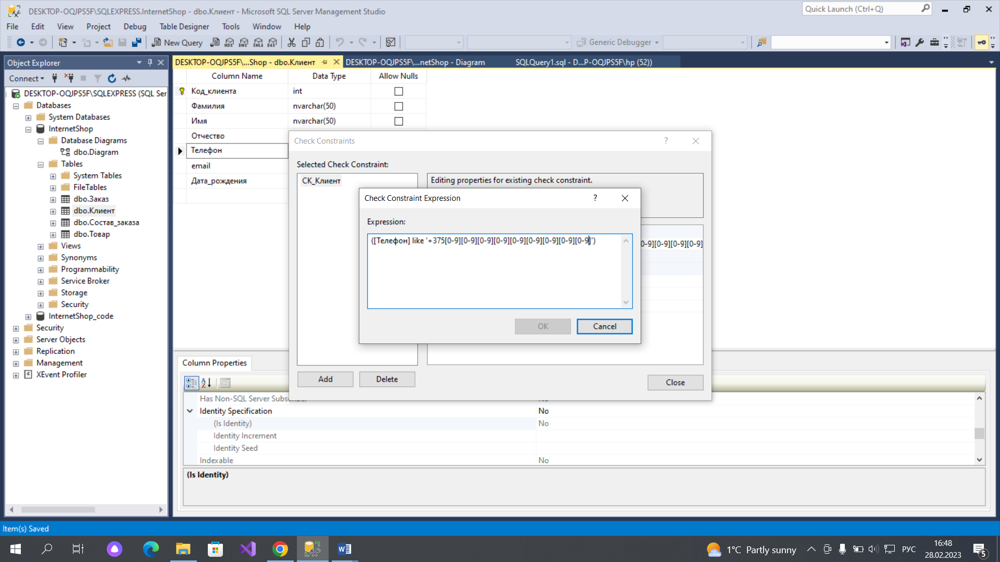 DESKTOP-OQJPS5F\SQLEXPRESS.InternetShop - dbo.Клиент - Microsoft SQL Server Management Studio
Quick Launch (Ctrl+Q)
File Edit View Project Debug Table Designer Tools Window Help
New Query
MDX DMX XMLA DAX
Generic Debugger
Object Explorer
Connect
DESKTOP-OQJPS5F\SQLEXPRESS (SQL Ser
Databases
System Databases
InternetShop
Database Diagrams
dbo.Diagram
Tables
System Tables
FileTables
dbo.Заказ
dbo.Клиент
dbo.Состав_заказа
dbo.Товар
Views
Synonyms
Programmability
Service Broker
Storage
Security
InternetShop_code
Security
Server Objects
Replication
Management
XEvent Profiler
DESKTOP-OQJPS5F\...Shop - dbo.Клиент
DESKTOP-OQJPS5F\...netShop - Diagram
SQLQuery1.sql - D...P-OQJPS5F\hp (52))
Column Name Data Type Allow Nulls
Код_клиента int
Фамилия nvarchar(50)
Имя nvarchar(50)
Отчество
Телефон
email
Дата_рождения
Check Constraints ?
Selected Check Constraint:
СК_Клиент
Editing properties for existing check constraint.
0-9][0-9][0-9][0-9]
Check Constraint Expression ?
Expression:
([Телефон] like '+375[0-9][0-9][0-9][0-9][0-9][0-9][0-9][0-9][0-9]')
OK Cancel
Add Delete Close
Column Properties
Has Non-SQL Server Subscriber No
Identity Specification No
(Is Identity) No
Identity Increment
Identity Seed
Indexable No
(Is Identity)
Item(s) Saved
1°C Partly sunny
РУС
16:48
28.02.2023
5